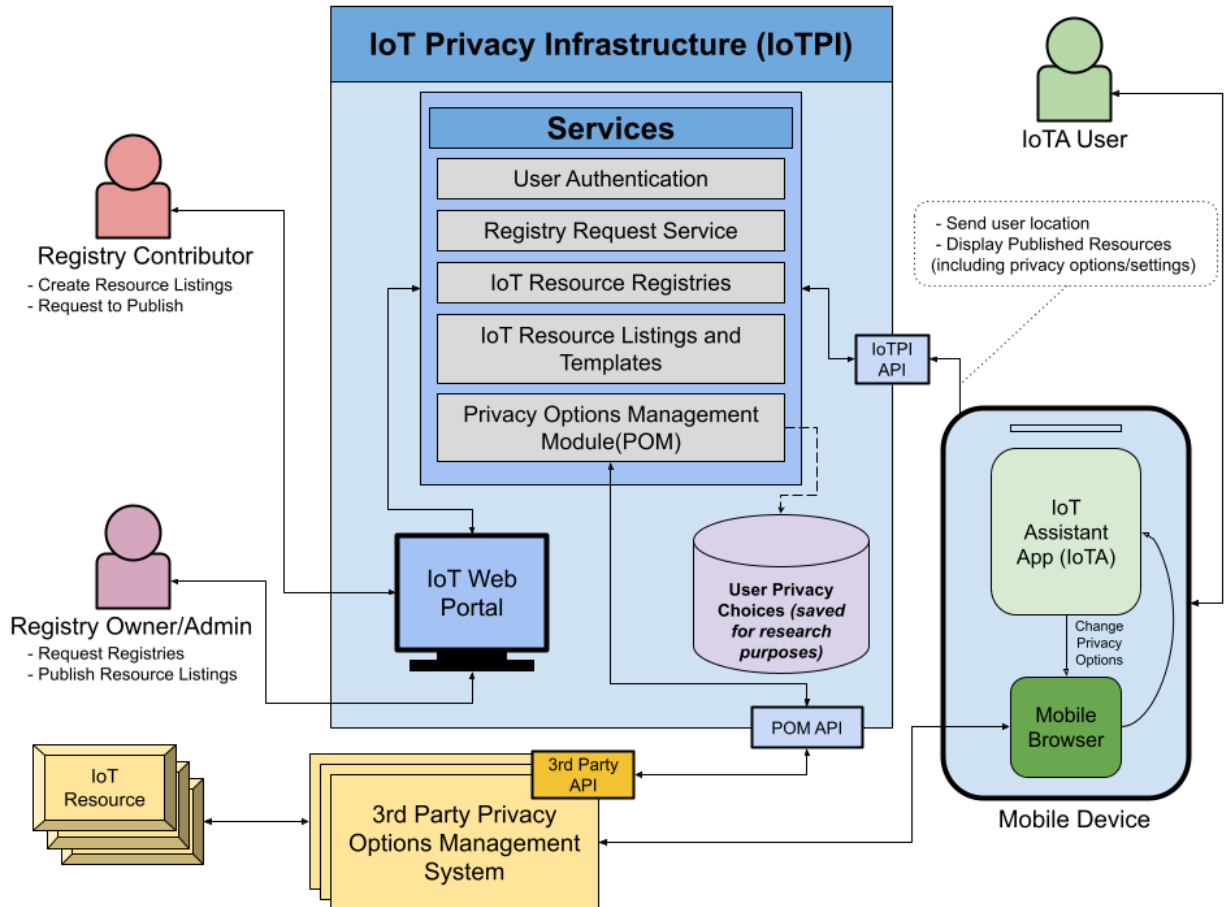 IoT Privacy Infrastructure (IoTPI)
Services
User Authentication
Registry Request Service
IoT Resource Registries
IoT Resource Listings and
Templates
Privacy Options Management
Module(POM)
Registry Contributor
- Create Resource Listings
- Request to Publish
IoTA User
- Send user location
- Display Published Resources
(including privacy options/settings)
IoTPI
API
IoT
Assistant
App (IoTA)
Change
Privacy
Options
Mobile
Browser
Mobile Device
IoT Web
Portal
User Privacy
Choices (saved
for research
purposes)
Registry Owner/Admin
- Request Registries
- Publish Resource Listings
POM API
3rd Party
API
IoT
Resource
3rd Party Privacy
Options Management
System